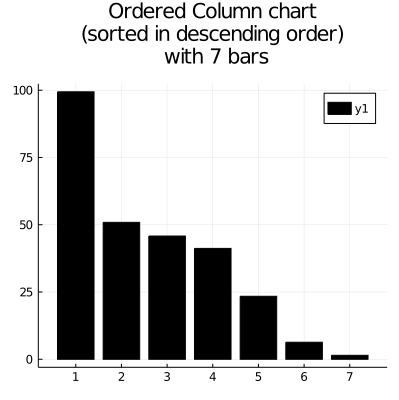 Ordered Column chart
(sorted in descending order)
with 7 bars
100
75
50
25
0
y1
1 2 3 4 5 6 7